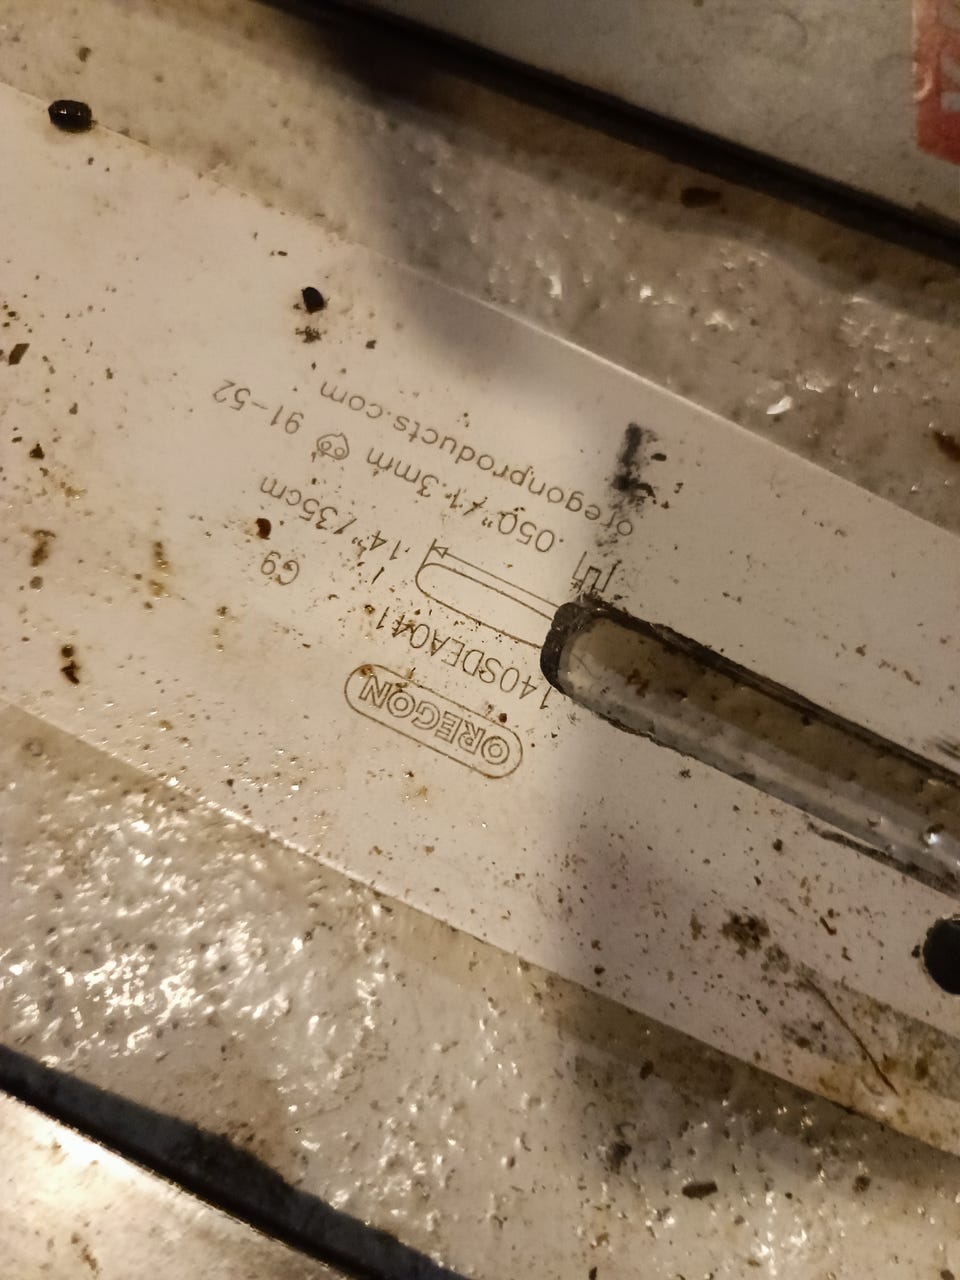 OREGON
140SDEA041
G9
14" / 35cm
.050" / 1.3mm 91-52
oregonproducts.com